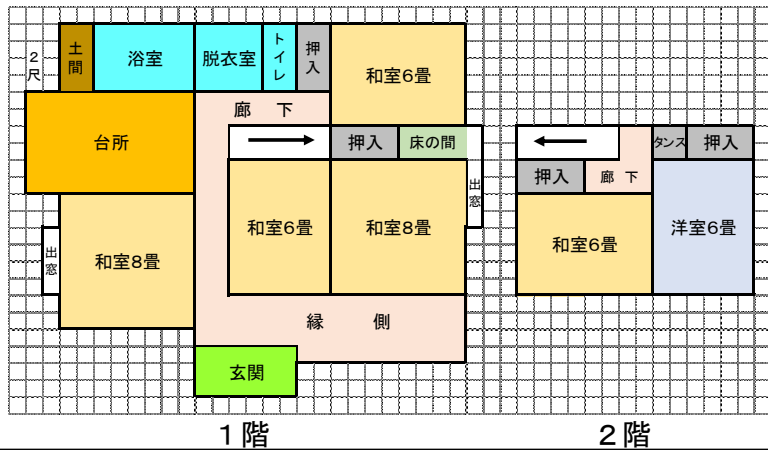 土間
浴室
脱衣室
トイレ
押入
和室6畳
2尺
台所
廊 下
押入
床の間
出窓
和室6畳
和室8畳
出窓
和室8畳
縁 側
玄関
1階
タンス
押入
押入
廊 下
和室6畳
洋室6畳
2階